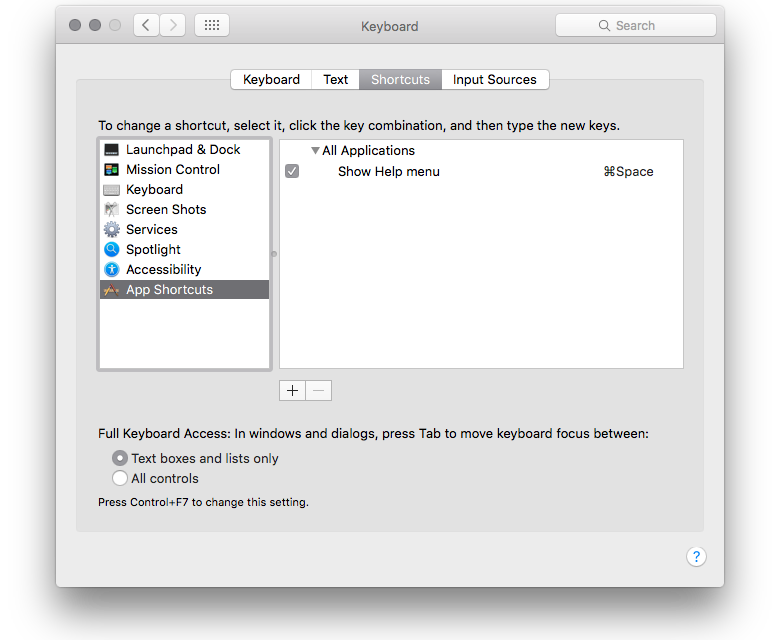 Keyboard
Search
Keyboard Text Shortcuts Input Sources
To change a shortcut, select it, click the key combination, and then type the new keys.
Launchpad & Dock
Mission Control
Keyboard
Screen Shots
Services
Spotlight
Accessibility
App Shortcuts
All Applications
Show Help menu ⌘Space
Full Keyboard Access: In windows and dialogs, press Tab to move keyboard focus between:
Text boxes and lists only
All controls
Press Control+F7 to change this setting.
?